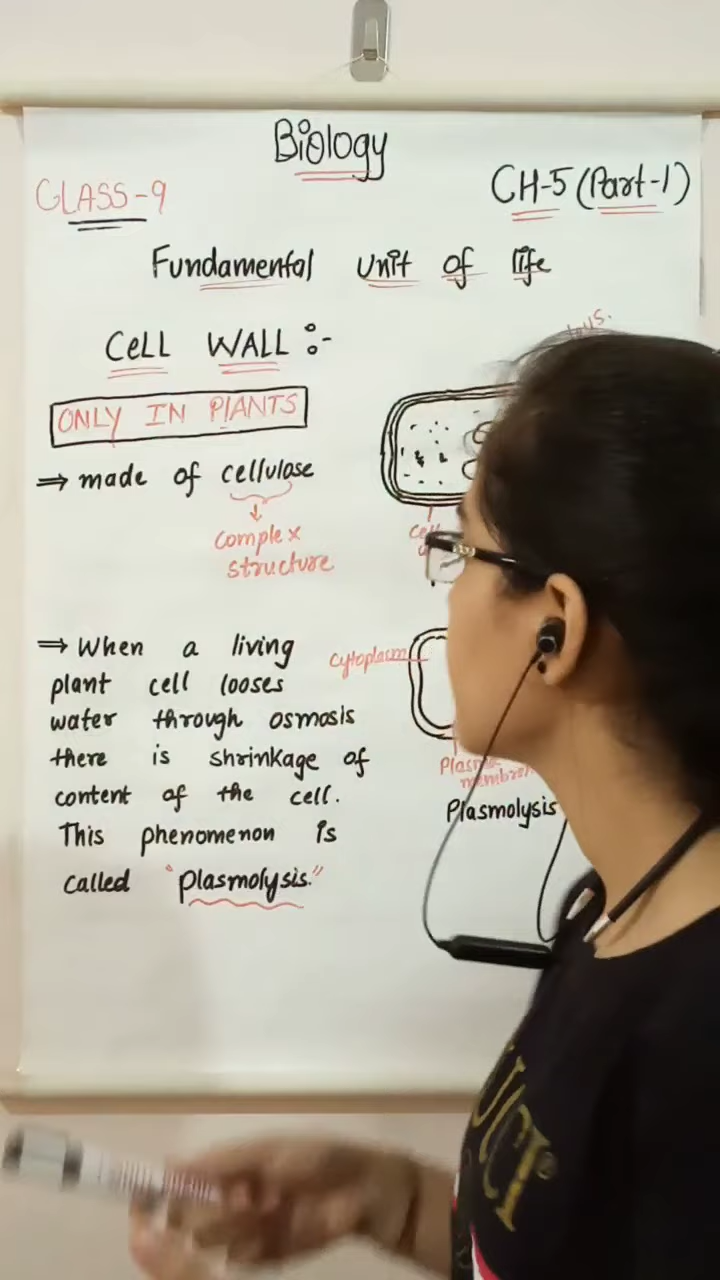 Biology
CLASS-9
CH-5 (Part-1)
Fundamental unit of life
CELL WALL :-
ONLY IN PLANTS
⇒ made of cellulose
↓
complex
structure
⇒ When a living
plant cell looses
water through osmosis
there is shrinkage of
content of the cell.
This phenomenon is
called "plasmolysis."
cytoplasm
Plasma
membrane
Plasmolysis